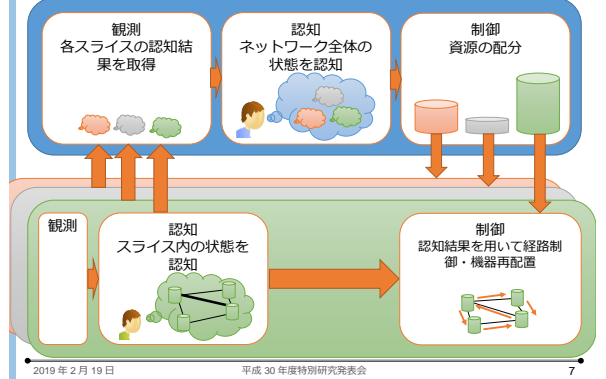 観測
各スライスの認知結
果を取得
認知
ネットワーク全体の
状態を認知
制御
資源の配分
観測
認知
スライス内の状態を
認知
制御
認知結果を用いて経路制
御・機器再配置
2019 年 2 月 19 日
平成 30 年度特別研究発表会
7